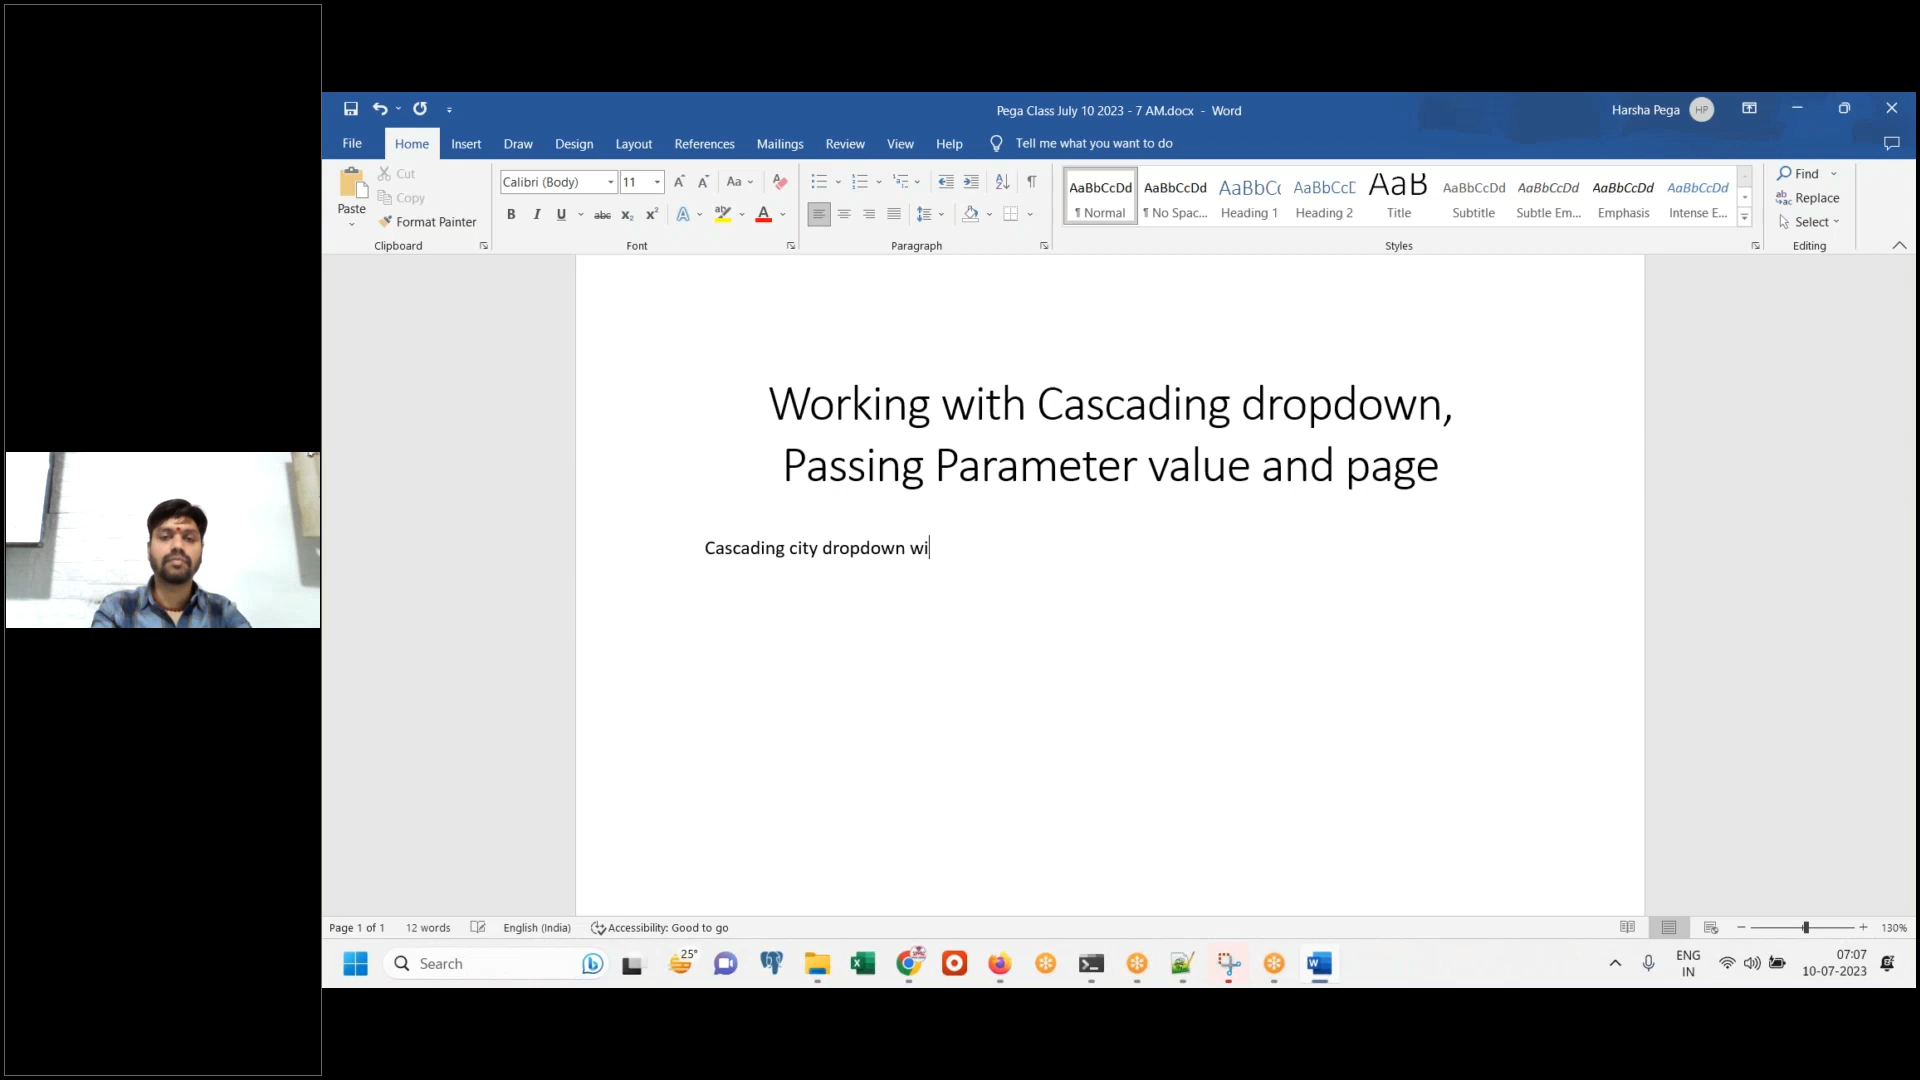 Pega Class July 10 2023 - 7 AM.docx - Word
Harsha Pega
HP
File
Home
Insert
Draw
Design
Layout
References
Mailings
Review
View
Help
Tell me what you want to do
Paste
Cut
Copy
Format Painter
Clipboard
Calibri (Body)
11
Font
Paragraph
AaBbCcDd
¶ Normal
AaBbCcDd
¶ No Spac...
AaBbCc
Heading 1
AaBbCcD
Heading 2
AaB
Title
AaBbCcDd
Subtitle
AaBbCcDd
Subtle Em...
AaBbCcDd
Emphasis
AaBbCcDd
Intense E...
Styles
Find
Replace
Select
Editing
Working with Cascading dropdown,
Passing Parameter value and page
Cascading city dropdown wi
Page 1 of 1
12 words
English (India)
Accessibility: Good to go
130%
Search
25°
ENG
IN
07:07
10-07-2023